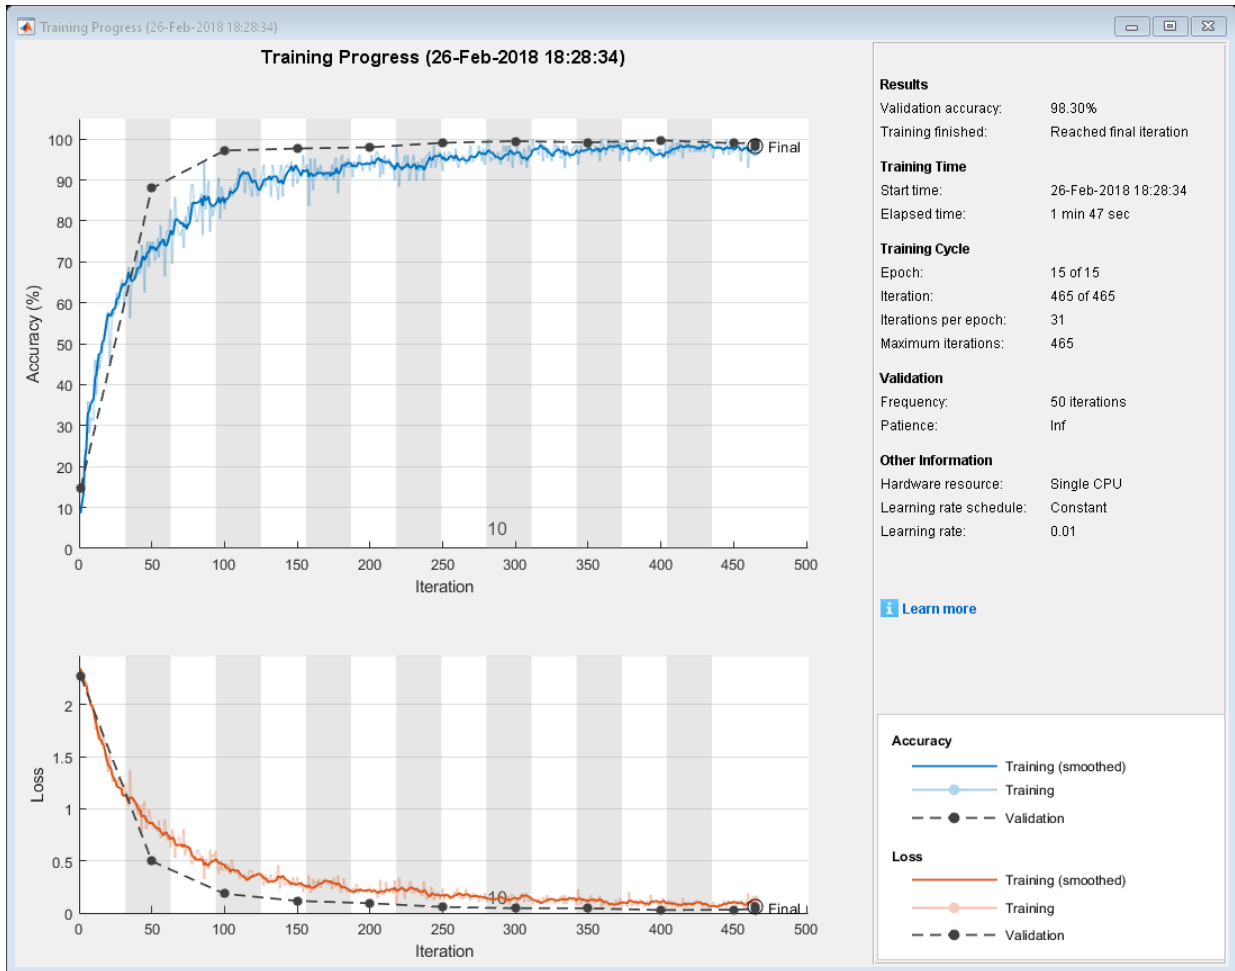 Training Progress (26-Feb-2018 18:28:34)
Training Progress (26-Feb-2018 18:28:34)
100
90
80
70
60
50
40
30
20
10
0
Accuracy (%)
Final
10
0 50 100 150 200 250 300 350 400 450 500
Iteration
2
1.5
1
0.5
0
Loss
10
Final
0 50 100 150 200 250 300 350 400 450 500
Iteration
Results
Validation accuracy: 98.30%
Training finished: Reached final iteration
Training Time
Start time: 26-Feb-2018 18:28:34
Elapsed time: 1 min 47 sec
Training Cycle
Epoch: 15 of 15
Iteration: 465 of 465
Iterations per epoch: 31
Maximum iterations: 465
Validation
Frequency: 50 iterations
Patience: Inf
Other Information
Hardware resource: Single CPU
Learning rate schedule: Constant
Learning rate: 0.01
i Learn more
Accuracy
Training (smoothed)
Training
Validation
Loss
Training (smoothed)
Training
Validation